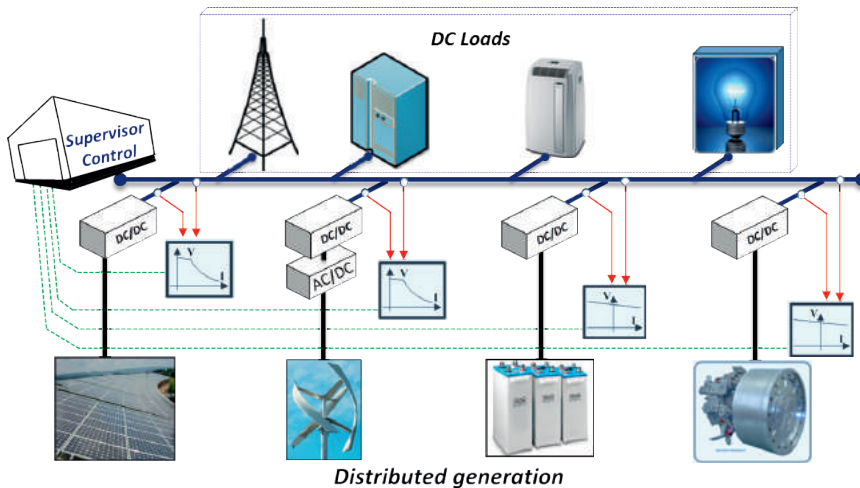 DC Loads
Supervisor
Control
DC/DC
DC/DC
DC/DC
DC/DC
AC/DC
V
I
V
I
V
I
V
I
Distributed generation